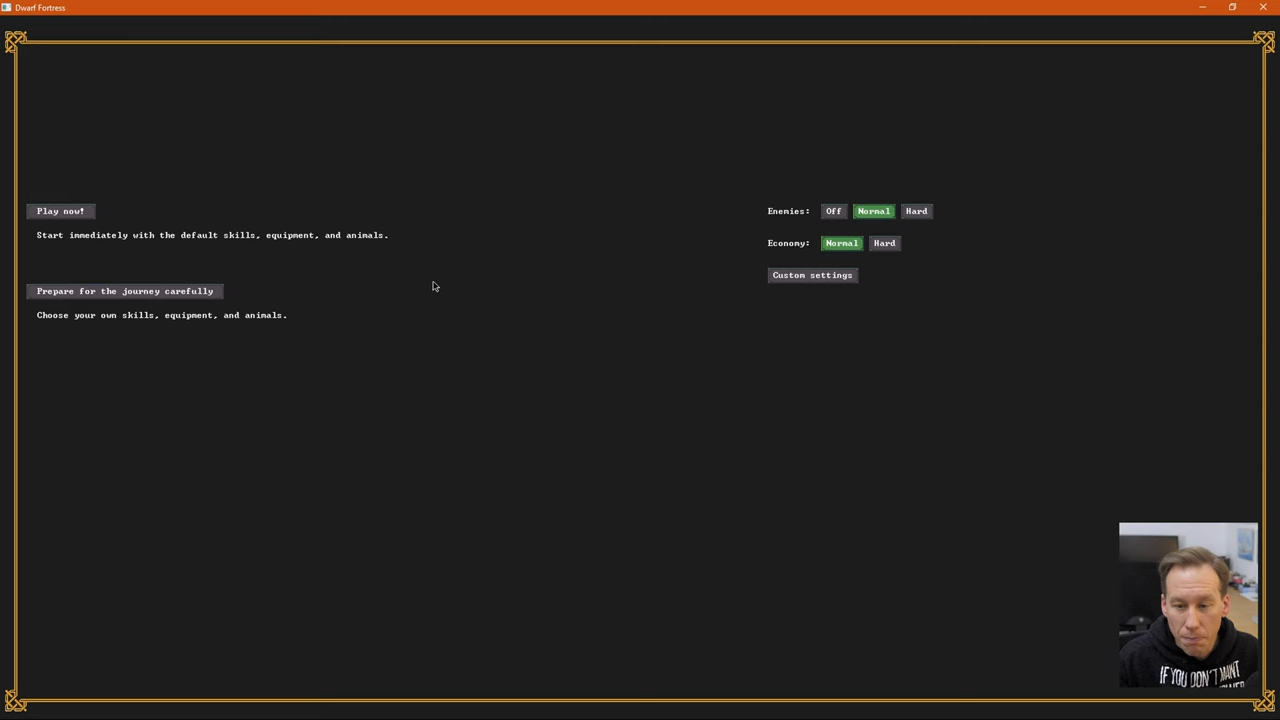 Dwarf Fortress
Play now!
Start immediately with the default skills, equipment, and animals.
Prepare for the journey carefully
Choose your own skills, equipment, and animals.
Enemies: Off Normal Hard
Economy: Normal Hard
Custom settings
IF YOU DON'T WANT